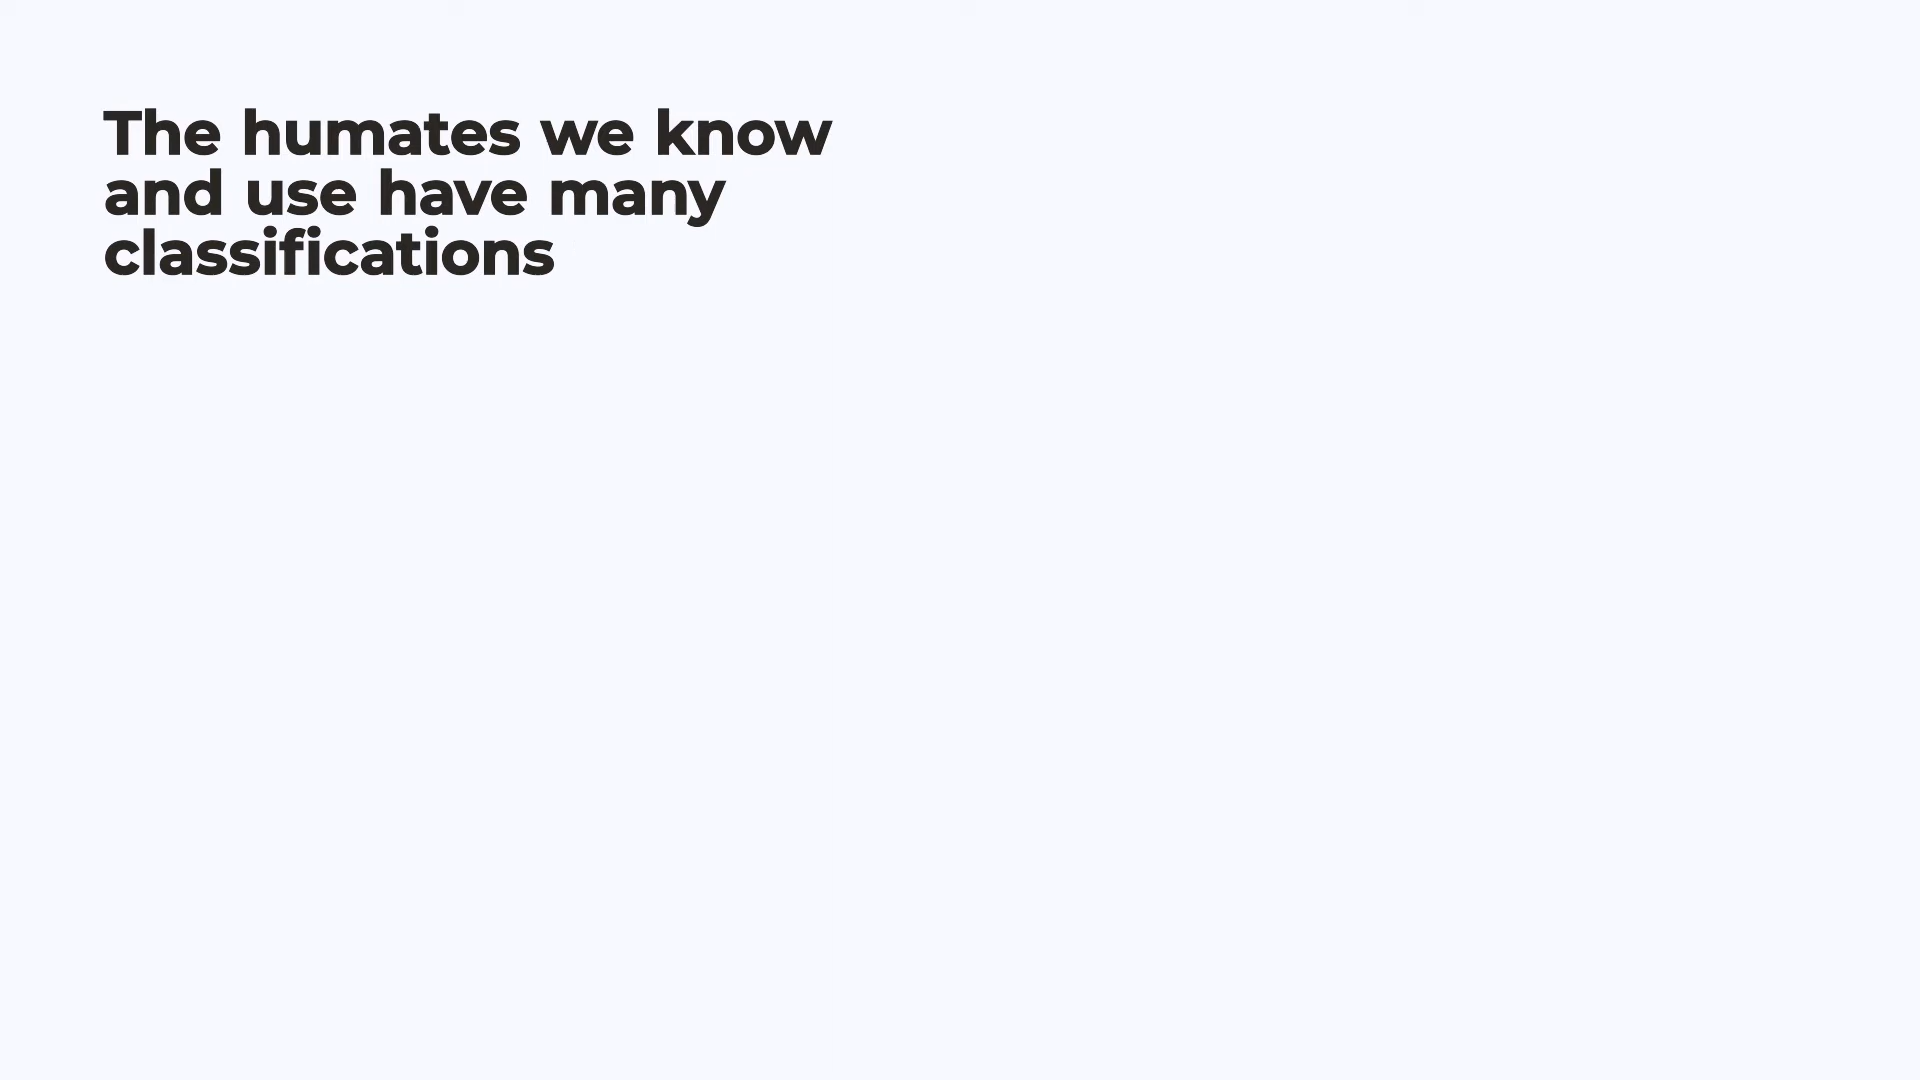 The humates we know
and use have many
classifications